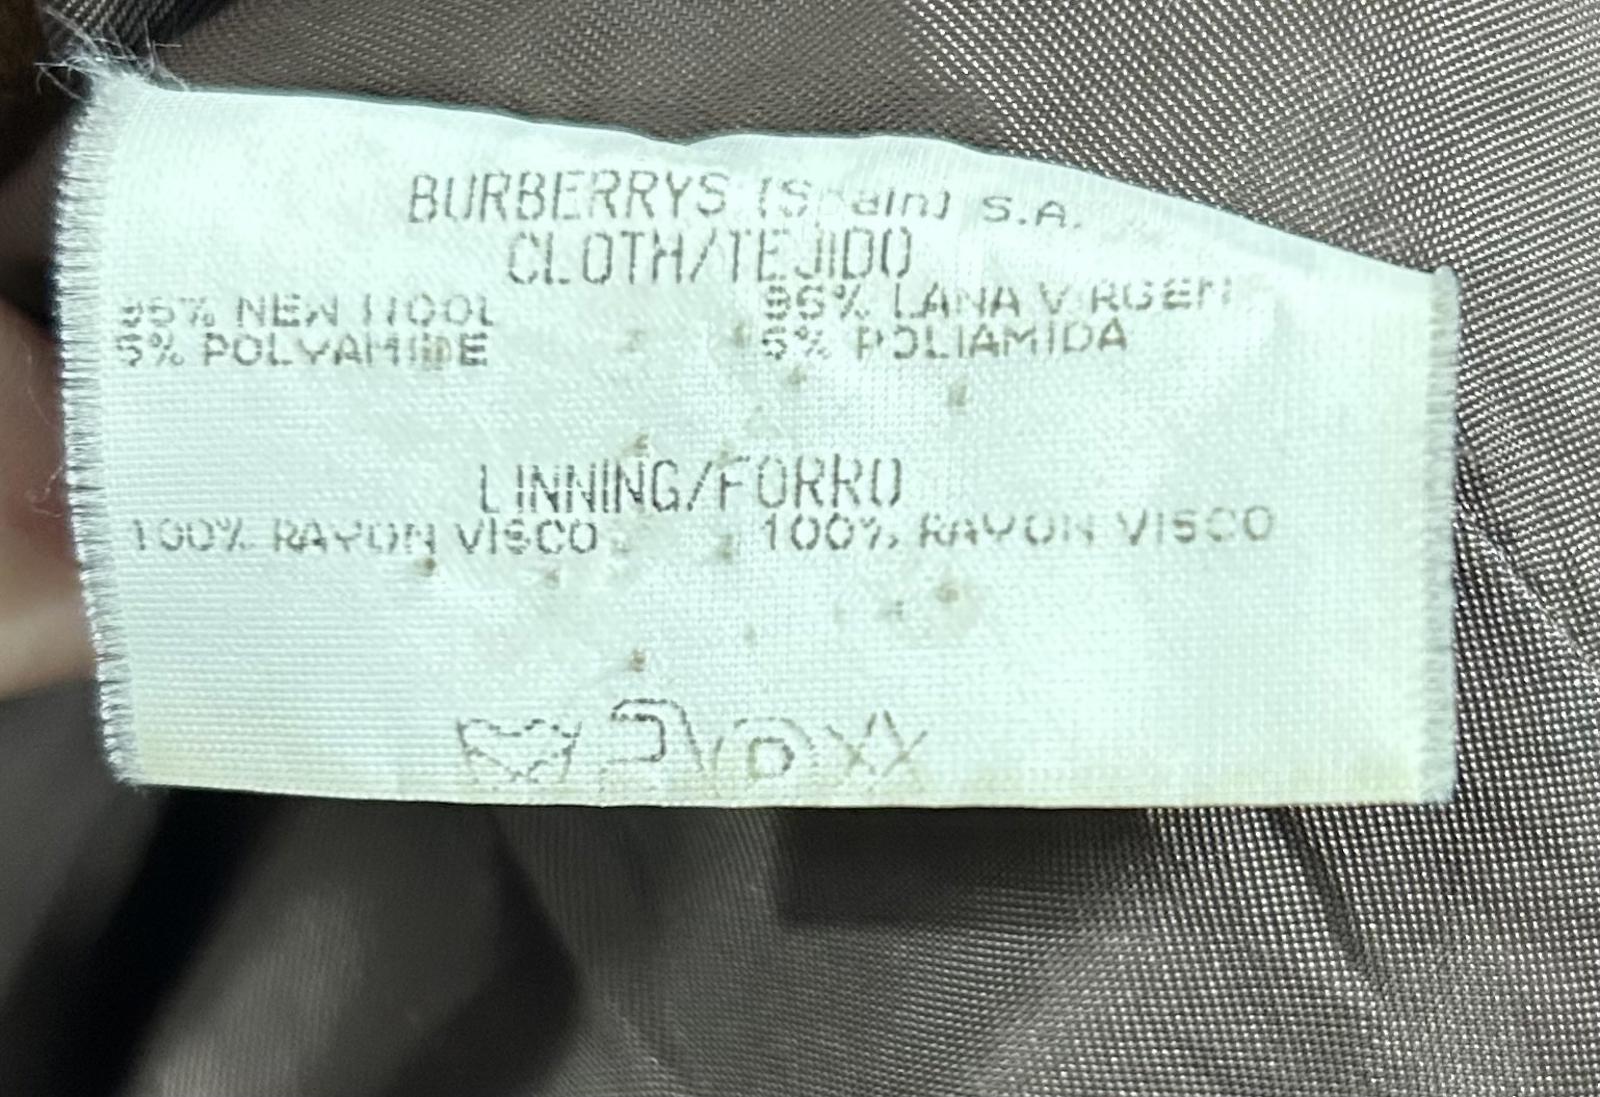 BURBERRYS (Spain) S.A.
CLOTH/TEJIDO
95% NEW WOOL 95% LANA VIRGEN
5% POLYAMIDE 5% POLIAMIDA
LINNING/FORRO
100% RAYON VISCO 100% RAYON VISCO